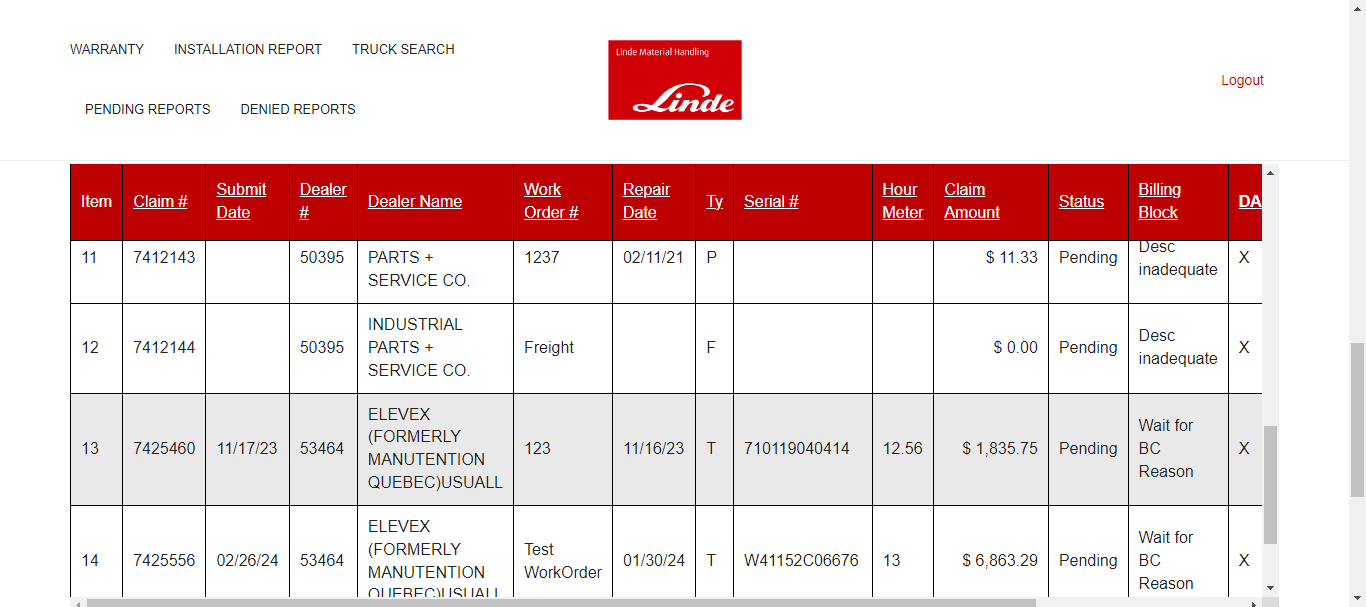 WARRANTY INSTALLATION REPORT TRUCK SEARCH
Linde Material Handling
Linde
Logout
PENDING REPORTS DENIED REPORTS
Item Claim # Submit Date Dealer # Dealer Name Work Order # Repair Date Ty Serial # Hour Meter Claim Amount Status Billing Block DA
11 7412143 50395 PARTS + SERVICE CO. 1237 02/11/21 P $ 11.33 Pending Desc inadequate X
12 7412144 50395 INDUSTRIAL PARTS + SERVICE CO. Freight F $ 0.00 Pending Desc inadequate X
13 7425460 11/17/23 53464 ELEVEX (FORMERLY MANUTENTION QUEBEC)USUALL 123 11/16/23 T 710119040414 12.56 $ 1,835.75 Pending Wait for BC Reason X
14 7425556 02/26/24 53464 ELEVEX (FORMERLY MANUTENTION QUEBEC)USUALL Test WorkOrder 01/30/24 T W41152C06676 13 $ 6,863.29 Pending Wait for BC Reason X